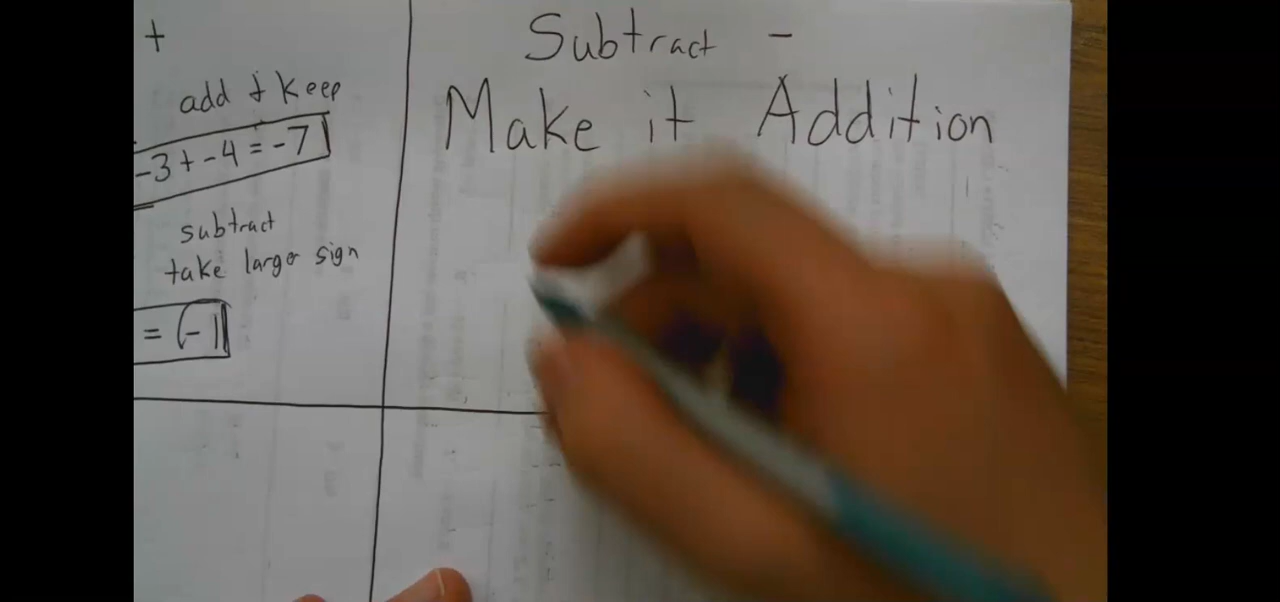 +
add & keep
-3 + -4 = -7
subtract
take larger sign
= (-1
Subtract -
Make it Addition